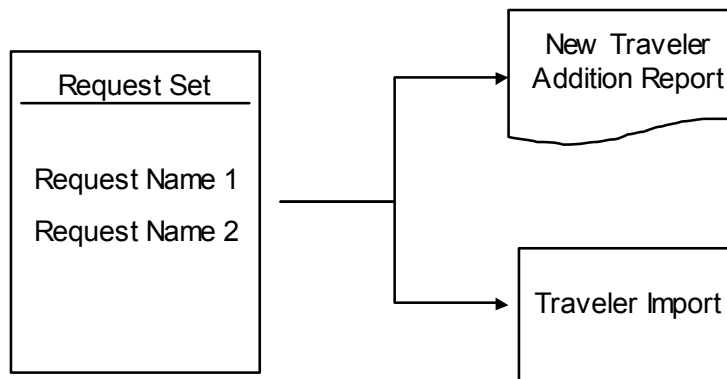 Request Set
Request Name 1
Request Name 2
New Traveler
Addition Report
Traveler Import